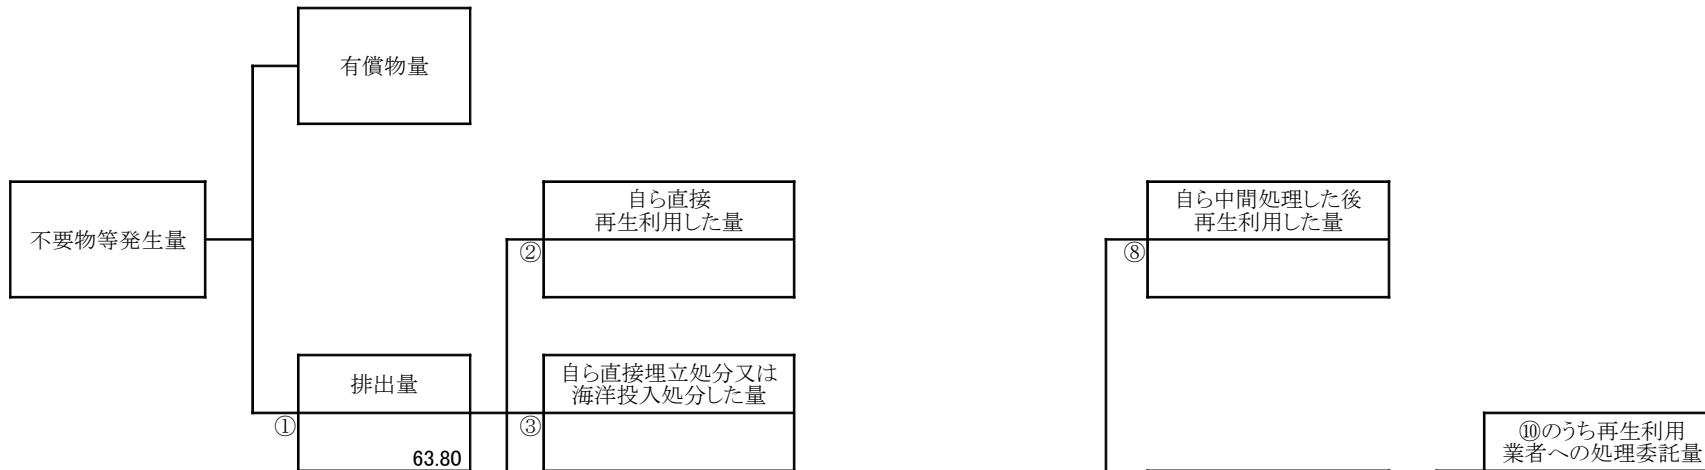 有償物量
不要物等発生量
自ら直接
再生利用した量
②
自ら中間処理した後
再生利用した量
⑧
排出量
①
63.80
自ら直接埋立処分又は
海洋投入処分した量
③
⑩のうち再生利用
業者への処理委託量